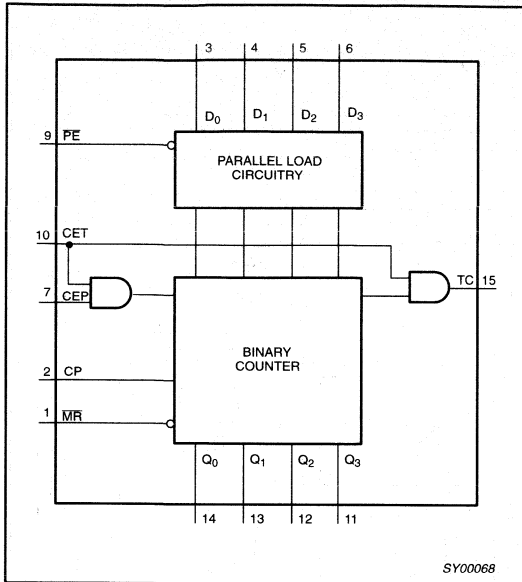 3 4 5 6
D0 D1 D2 D3
9 PE
PARALLEL LOAD
CIRCUITRY
10 CET
7 CEP
TC 15
BINARY
COUNTER
2 CP
1 MR
Q0 Q1 Q2 Q3
14 13 12 11
SY00068